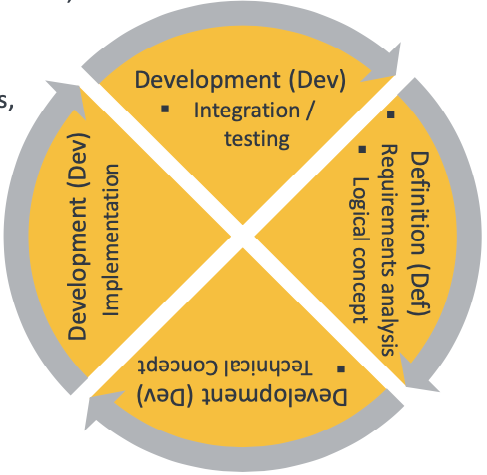 s,
Development (Dev)
▪ Integration /
testing
Definition (Def)
▪ Requirements analysis
▪ Logical concept
Development (Dev)
▪ Technical Concept
Development (Dev)
Implementation